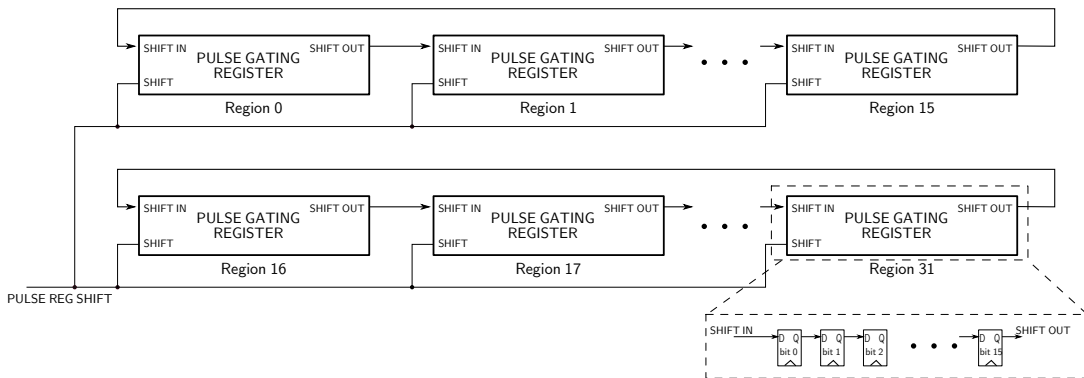 SHIFT IN
PULSE GATING
REGISTER
SHIFT OUT
SHIFT
Region 0
SHIFT IN
PULSE GATING
REGISTER
SHIFT OUT
SHIFT
Region 1
• • •
SHIFT IN
PULSE GATING
REGISTER
SHIFT OUT
SHIFT
Region 15
SHIFT IN
PULSE GATING
REGISTER
SHIFT OUT
SHIFT
Region 16
SHIFT IN
PULSE GATING
REGISTER
SHIFT OUT
SHIFT
Region 17
• • •
SHIFT IN
PULSE GATING
REGISTER
SHIFT OUT
SHIFT
Region 31
PULSE REG SHIFT
SHIFT IN
D Q
bit 0
D Q
bit 1
D Q
bit 2
• • •
D Q
bit 15
SHIFT OUT